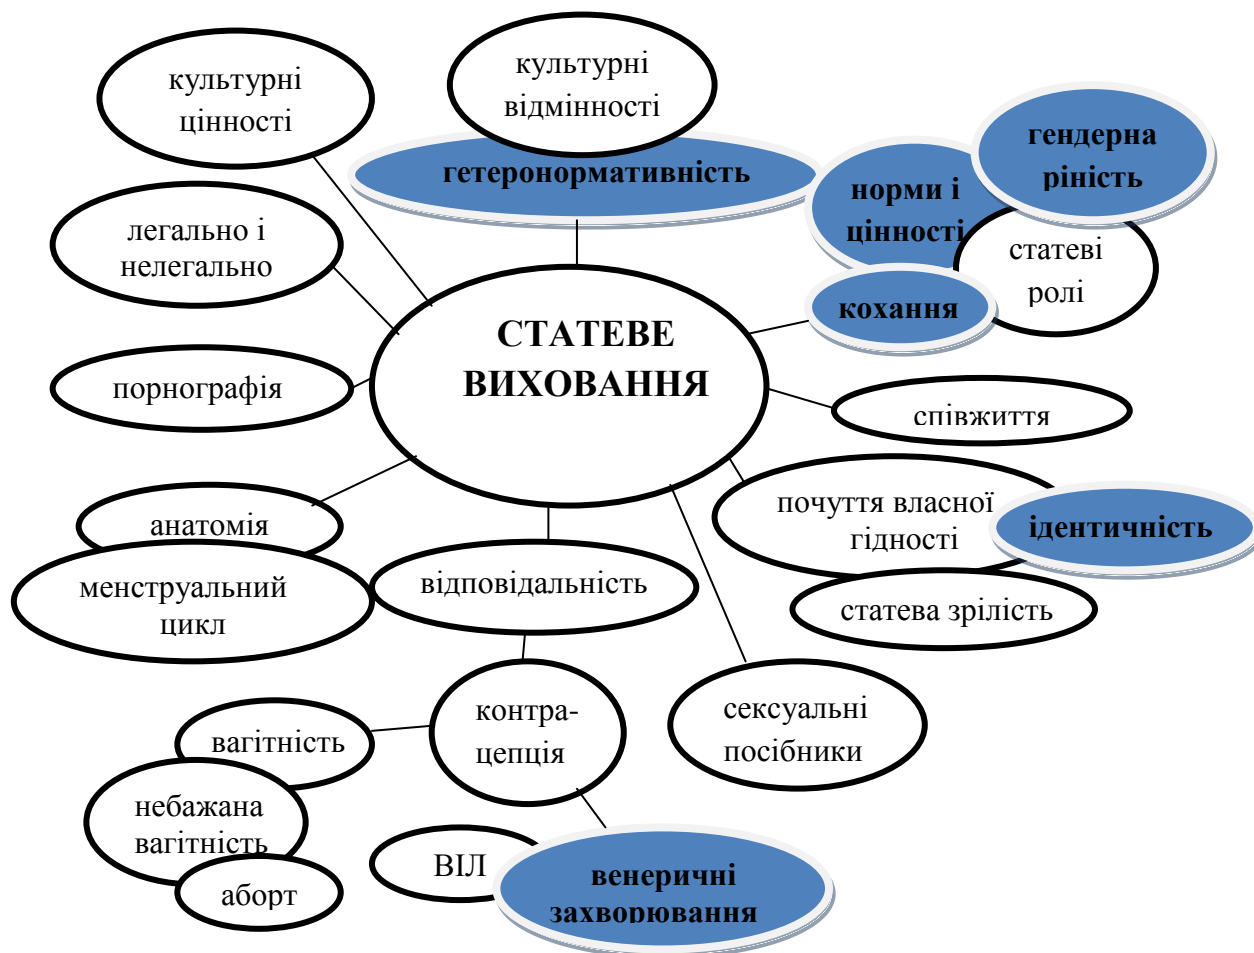 культурні
цінності
культурні
відмінності
гетеронормативність
гендерна
ріність
норми і
цінності
статеві
ролі
кохання
легально і
нелегально
СТАТЕВЕ
ВИХОВАННЯ
порнографія
співжиття
почуття власної
гідності
ідентичність
статева зрілість
анатомія
менструальний
цикл
відповідальність
контра-
цепція
сексуальні
посібники
вагітність
небажана
вагітність
аборт
ВІЛ
венеричні
захворювання